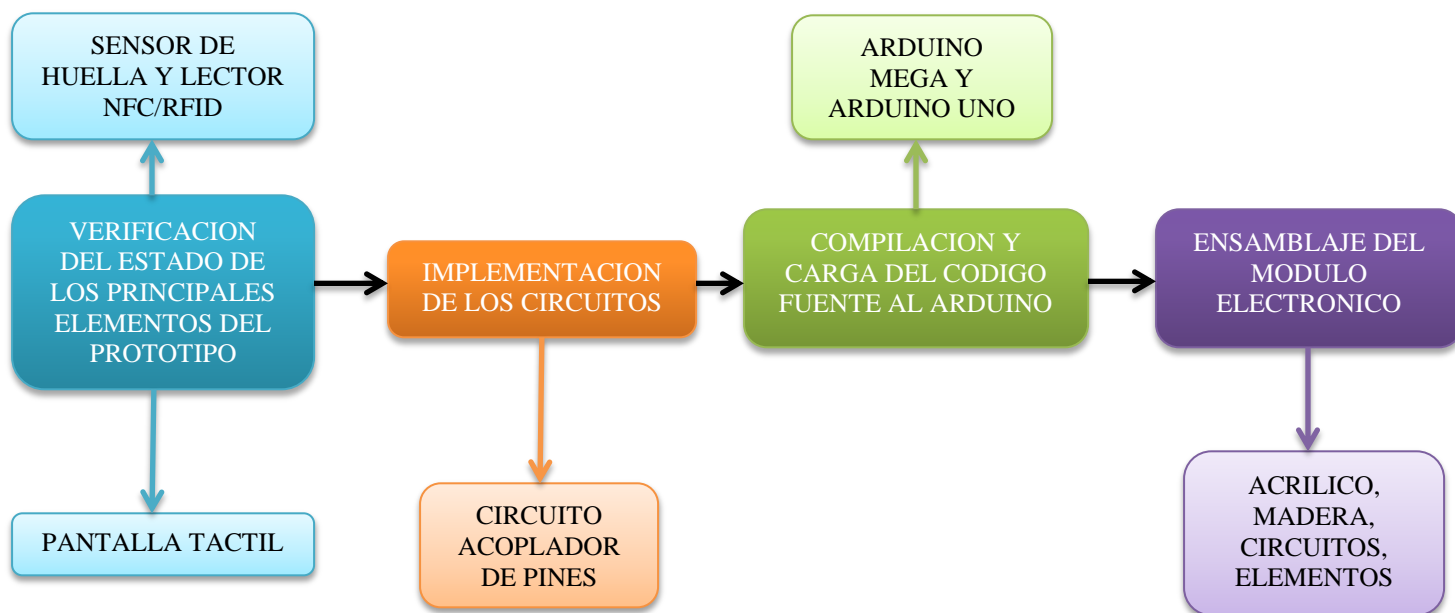 SENSOR DE
HUELLA Y LECTOR
NFC/RFID
ARDUINO
MEGA Y
ARDUINO UNO
VERIFICACION
DEL ESTADO DE
LOS PRINCIPALES
ELEMENTOS DEL
PROTOTIPO
IMPLEMENTACION
DE LOS CIRCUITOS
COMPILACION Y
CARGA DEL CODIGO
FUENTE AL ARDUINO
ENSAMBLAJE DEL
MODULO
ELECTRONICO
PANTALLA TACTIL
CIRCUITO
ACOPLADOR
DE PINES
ACRILICO,
MADERA,
CIRCUITOS,
ELEMENTOS